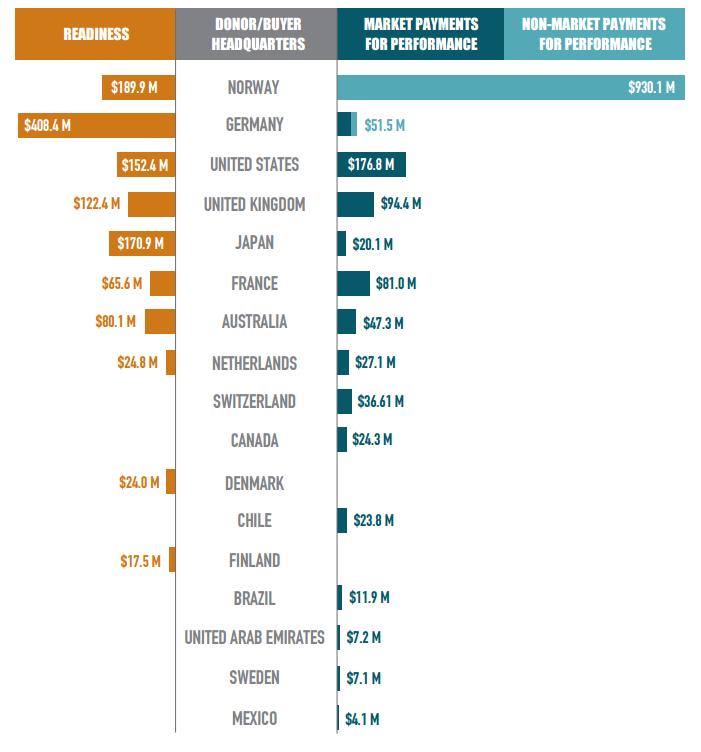 READINESS
DONOR/BUYER
HEADQUARTERS
MARKET PAYMENTS
FOR PERFORMANCE
NON-MARKET PAYMENTS
FOR PERFORMANCE
$189.9 M NORWAY $930.1 M
$408.4 M GERMANY $51.5 M
$152.4 M UNITED STATES $176.8 M
$122.4 M UNITED KINGDOM $94.4 M
$170.9 M JAPAN $20.1 M
$65.6 M FRANCE $81.0 M
$80.1 M AUSTRALIA $47.3 M
$24.8 M NETHERLANDS $27.1 M
SWITZERLAND $36.61 M
CANADA $24.3 M
$24.0 M DENMARK
CHILE $23.8 M
$17.5 M FINLAND
BRAZIL $11.9 M
UNITED ARAB EMIRATES $7.2 M
SWEDEN $7.1 M
MEXICO $4.1 M